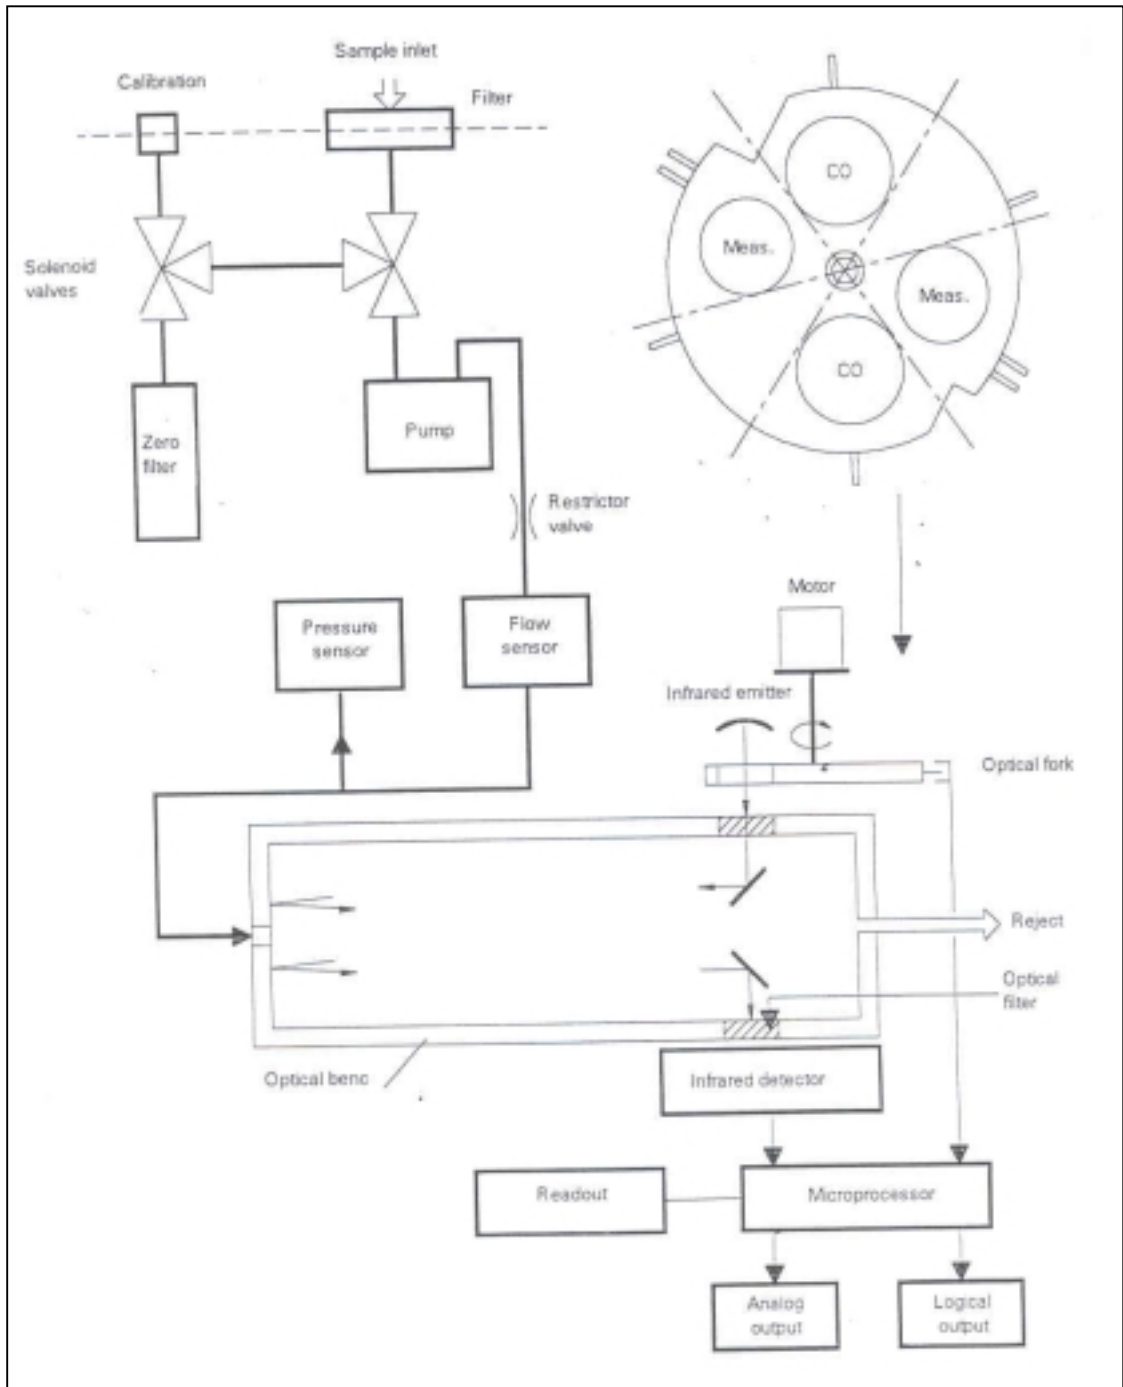 Sample inlet
Calibration
Filter
CO
Meas.
Meas.
CO
Solenoid
valves
Pump
Zero
filter
Restrictor
valve
Motor
Pressure
sensor
Flow
sensor
Infrared emitter
Optical fork
Reject
Optical
filter
Optical benc
Infrared detector
Readout
Microprocessor
Analog
output
Logical
output